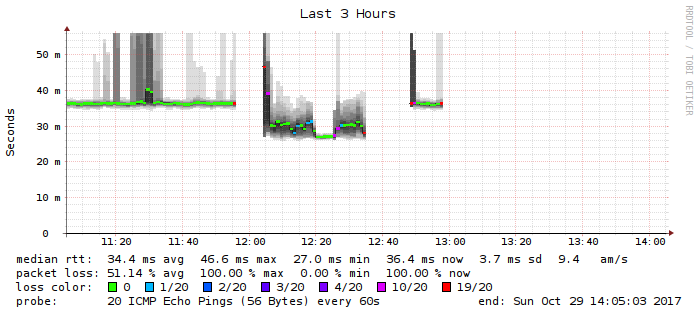 Last 3 Hours
RRDTOOL / TOBI OETIKER
Seconds
50 m
40 m
30 m
20 m
10 m
0
11:20 11:40 12:00 12:20 12:40 13:00 13:20 13:40 14:00
median rtt: 34.4 ms avg 46.6 ms max 27.0 ms min 36.4 ms now 3.7 ms sd 9.4 am/s
packet loss: 51.14 % avg 100.00 % max 0.00 % min 100.00 % now
loss color: 0 1/20 2/20 3/20 4/20 10/20 19/20
probe: 20 ICMP Echo Pings (56 Bytes) every 60s end: Sun Oct 29 14:05:03 2017